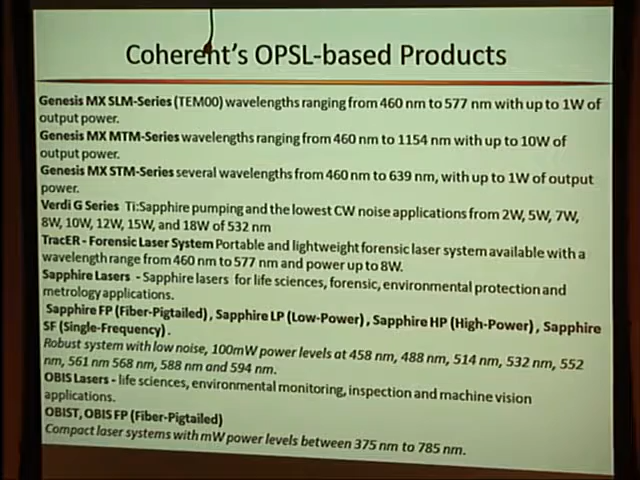 Coherent's OPSL-based Products
Genesis MX SLM-Series (TEM00) wavelengths ranging from 460 nm to 577 nm with up to 1W of
output power.
Genesis MX MTM-Series wavelengths ranging from 460 nm to 1154 nm with up to 10W of
output power.
Genesis MX STM-Series several wavelengths from 460 nm to 639 nm, with up to 1W of output
power.
Verdi G Series Ti:Sapphire pumping and the lowest CW noise applications from 2W, 5W, 7W,
8W, 10W, 12W, 15W, and 18W of 532 nm
TracER - Forensic Laser System Portable and lightweight forensic laser system available with a
wavelength range from 460 nm to 577 nm and power up to 8W.
Sapphire Lasers - Sapphire lasers for life sciences, forensic, environmental protection and
metrology applications.
Sapphire FP (Fiber-Pigtailed) , Sapphire LP (Low-Power) , Sapphire HP (High-Power) , Sapphire
SF (Single-Frequency) .
Robust system with low noise, 100mW power levels at 458 nm, 488 nm, 514 nm, 532 nm, 552
nm, 561 nm 568 nm, 588 nm and 594 nm.
OBIS Lasers - life sciences, environmental monitoring, inspection and machine vision
applications.
OBIST, OBIS FP (Fiber-Pigtailed)
Compact laser systems with mW power levels between 375 nm to 785 nm.